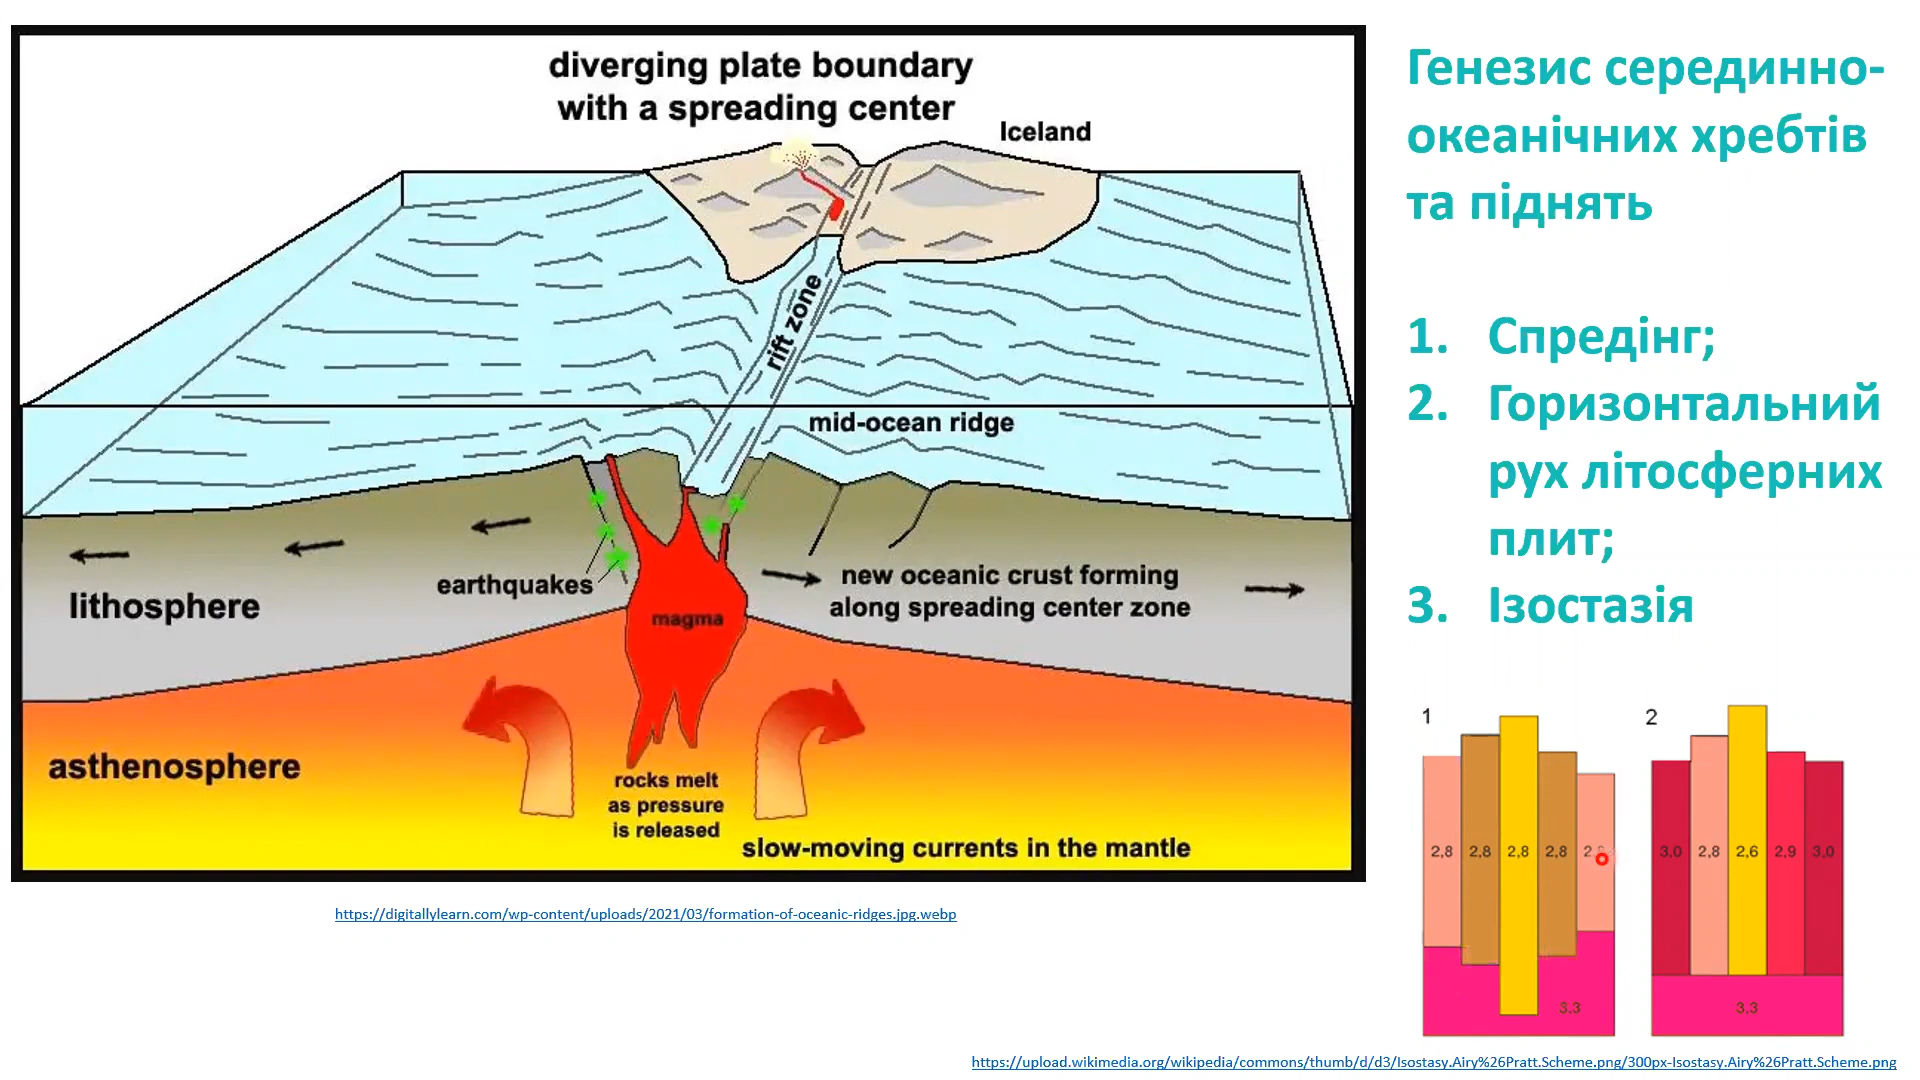 diverging plate boundary
with a spreading center
Iceland
rift zone
mid-ocean ridge
earthquakes
lithosphere
magma
new oceanic crust forming
along spreading center zone
asthenosphere
rocks melt
as pressure
is released
slow-moving currents in the mantle
https://digitallylearn.com/wp-content/uploads/2021/03/formation-of-oceanic-ridges.jpg.webp
Генезис серединно-
океанічних хребтів
та піднять
1. Спредінг;
2. Горизонтальний
рух літосферних
плит;
3. Ізостазія
1
2,8 2,8 2,8 2,8
3.3
2
3,0 2,8 2,6 2,9 3,0
3.3
https://upload.wikimedia.org/wikipedia/commons/thumb/d/d3/Isostasy.Airy%26Pratt.Scheme.png/300px-Isostasy.Airy%26Pratt.Scheme.png